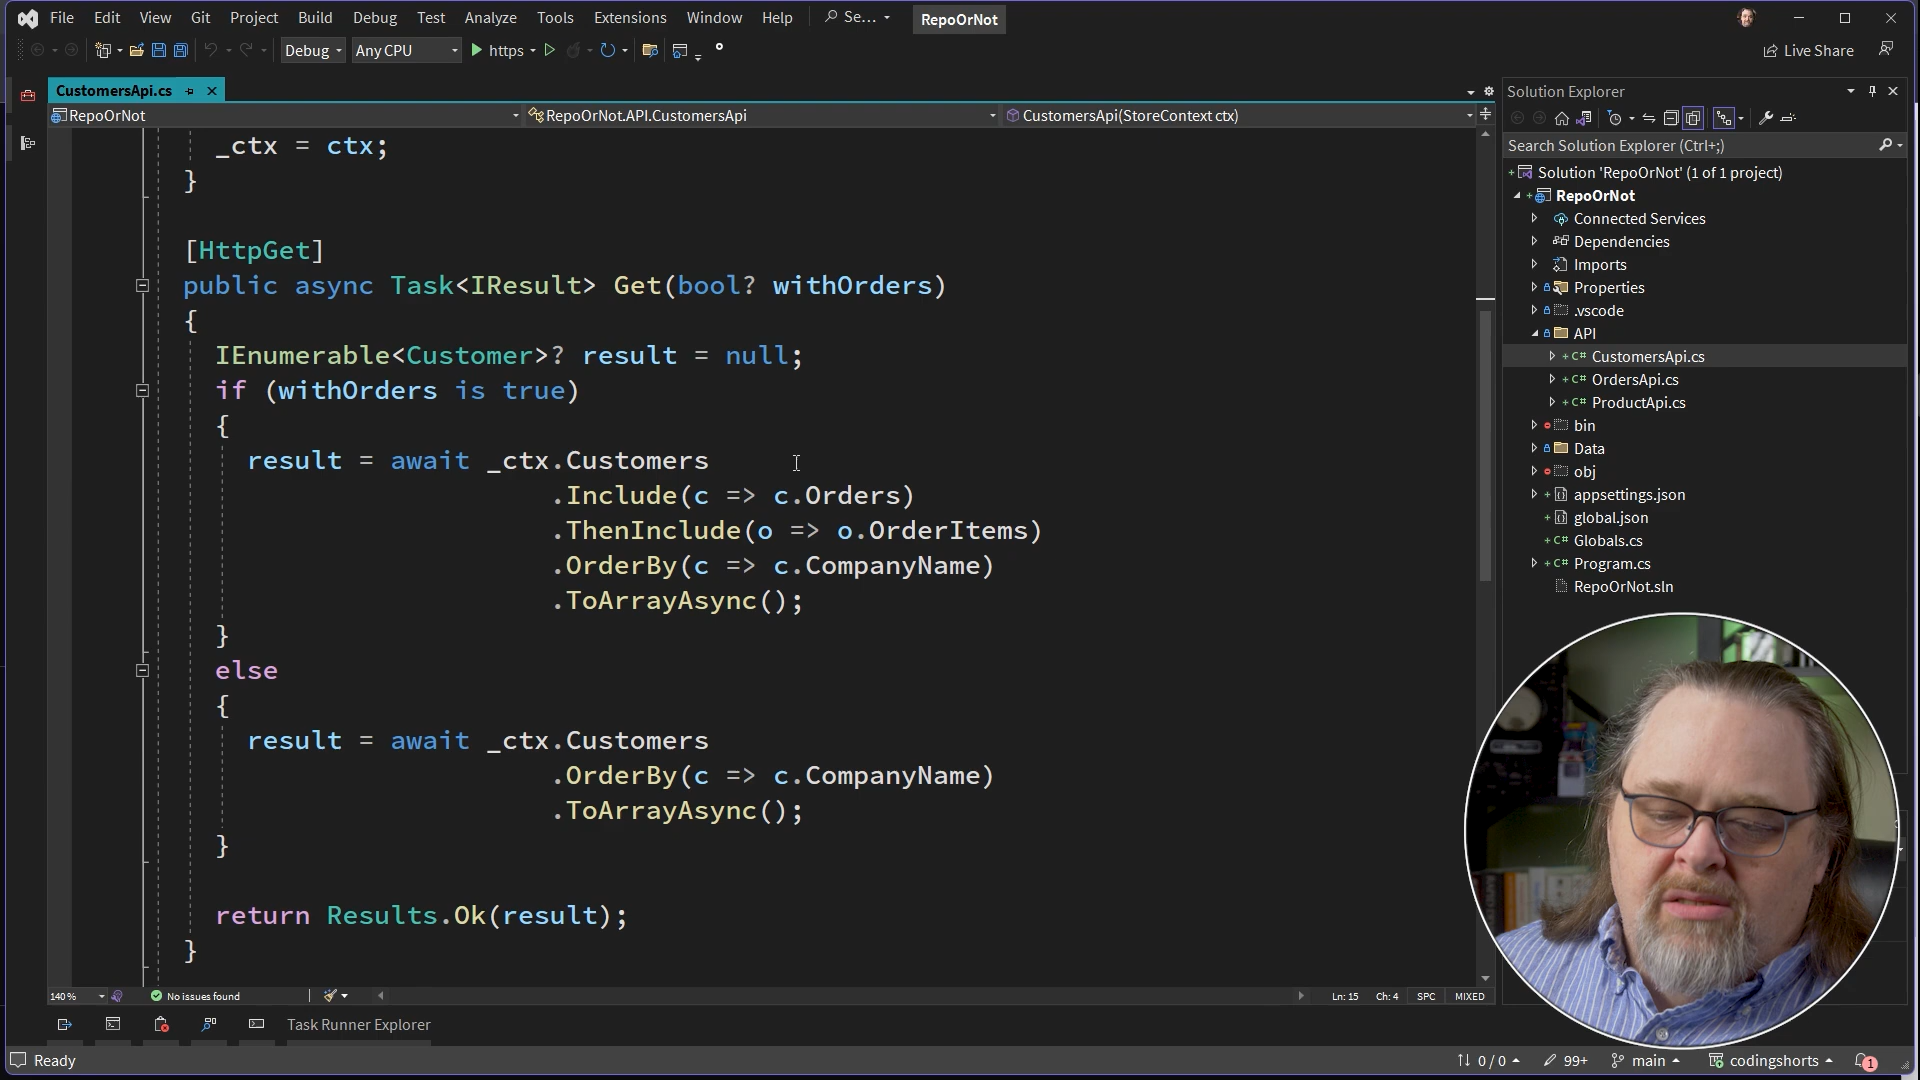 File Edit View Git Project Build Debug Test Analyze Tools Extensions Window Help Se... RepoOrNot
Debug Any CPU https Live Share
CustomersApi.cs
RepoOrNot RepoOrNot.API.CustomersApi CustomersApi(StoreContext ctx)
_ctx = ctx;
}
[HttpGet]
public async Task<IResult> Get(bool? withOrders)
{
IEnumerable<Customer>? result = null;
if (withOrders is true)
{
result = await _ctx.Customers
.Include(c => c.Orders)
.ThenInclude(o => o.OrderItems)
.OrderBy(c => c.CompanyName)
.ToArrayAsync();
}
else
{
result = await _ctx.Customers
.OrderBy(c => c.CompanyName)
.ToArrayAsync();
}
return Results.Ok(result);
}
140 % No issues found Ln: 15 Ch: 4 SPC MIXED
Task Runner Explorer
Ready 0 / 0 99+ main codingshorts 1
Solution Explorer
Search Solution Explorer (Ctrl+;)
Solution 'RepoOrNot' (1 of 1 project)
RepoOrNot
Connected Services
Dependencies
Imports
Properties
.vscode
API
C# CustomersApi.cs
C# OrdersApi.cs
C# ProductApi.cs
bin
Data
obj
appsettings.json
global.json
C# Globals.cs
C# Program.cs
RepoOrNot.sln